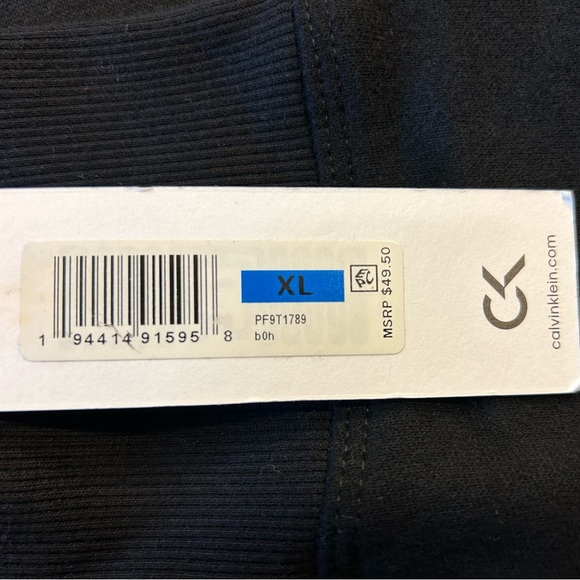 XL
PF9T1789
b0h
1 94414 91595 8
MSRP $49.50
CK
calvinklein.com